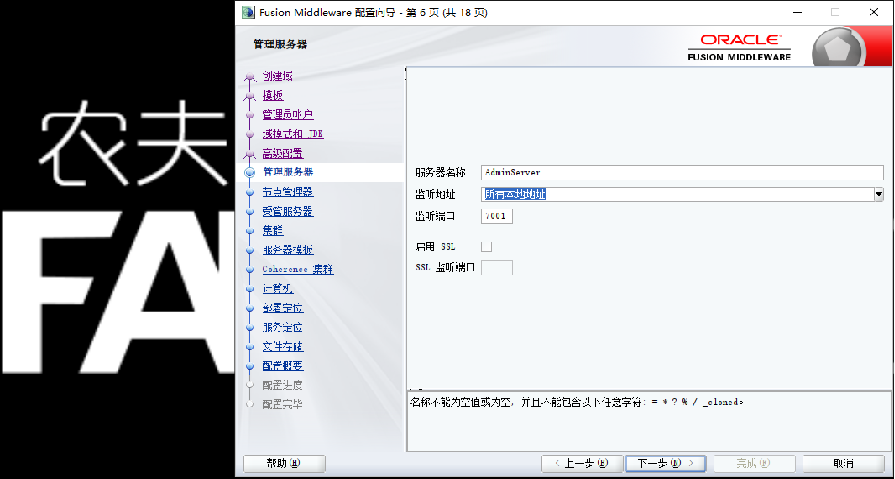 Fusion Middleware 配置向导 - 第 6 页 (共 18 页)
管理服务器
ORACLE
FUSION MIDDLEWARE
农夫
FA
创建域
模板
管理员帐户
域模式和 JDK
高级配置
管理服务器
节点管理器
受管服务器
集群
服务器模板
Coherence 集群
计算机
部署定位
服务定位
文件存储
配置概要
配置进度
配置完毕
服务器名称 AdminServer
监听地址 所有本地地址
监听端口 7001
启用 SSL
SSL 监听端口
名称不能为空值或为空, 并且不能包含以下任意字符: = * ? % / _clones
帮助(H)
< 上一步(B)
下一步(N) >
完成(F)
取消